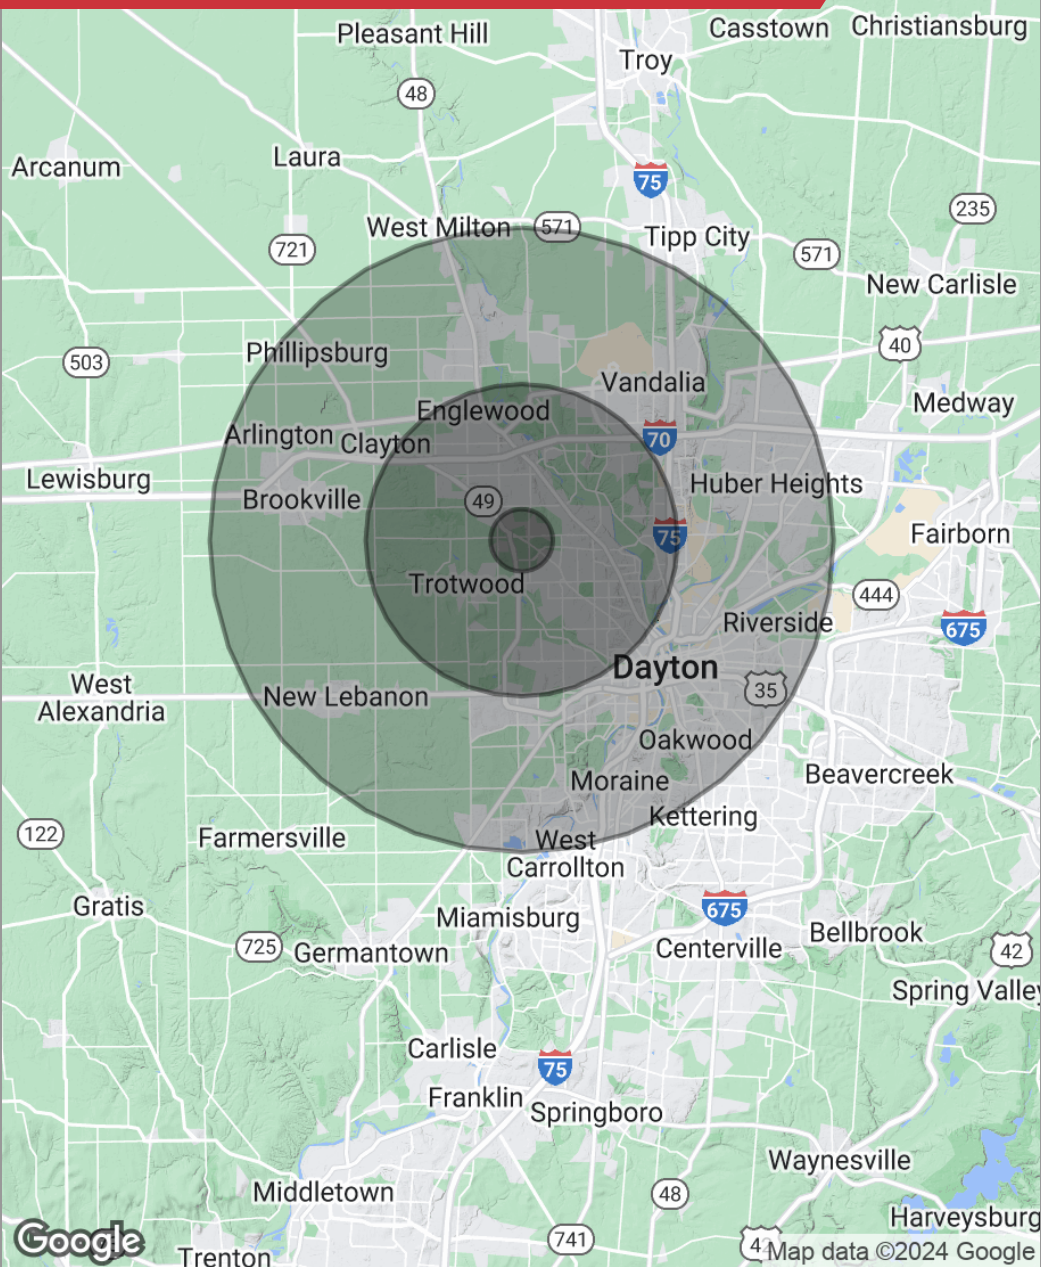 Pleasant Hill
Casstown
Christiansburg
Troy
48
Arcanum
Laura
75
235
West Milton
571
Tipp City
721
571
New Carlisle
40
503
Phillipsburg
Vandalia
Englewood
Medway
Arlington
Clayton
70
Lewisburg
Huber Heights
Brookville
49
75
Fairborn
Trotwood
444
Riverside
675
Dayton
West
Alexandria
New Lebanon
35
Oakwood
Moraine
Beavercreek
Kettering
122
Farmersville
West
Carrollton
Gratis
675
Miamisburg
Bellbrook
725
Germantown
Centerville
42
Spring Valley
Carlisle
75
Franklin
Springboro
Waynesville
Middletown
48
Harveysburg
Google
741
42
Map data ©2024 Google
Trenton